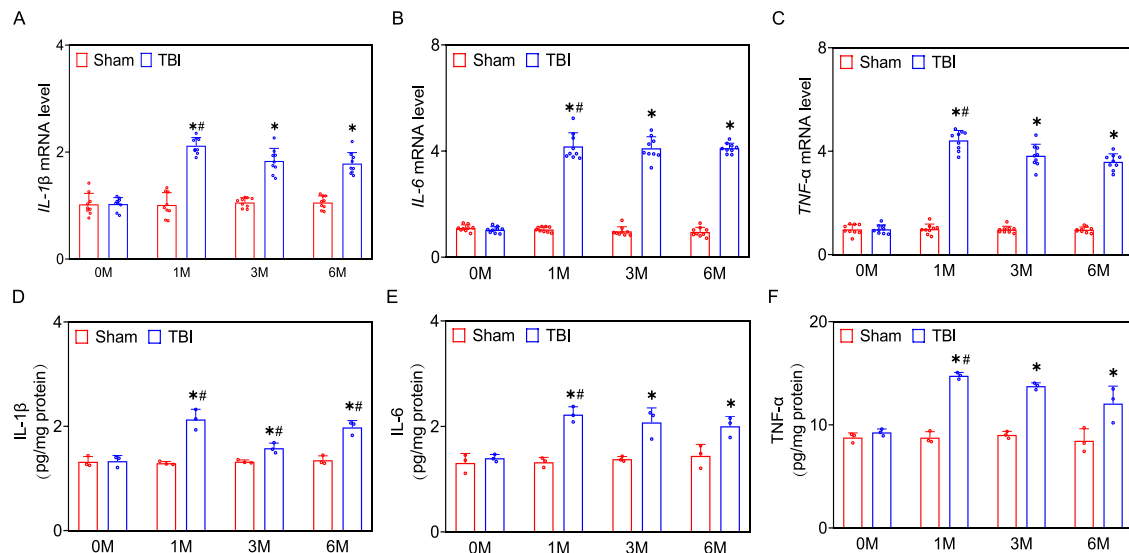 A
Sham TBI
IL-1β mRNA level
4
2
0
*#
*
*
0M 1M 3M 6M
B
Sham TBI
IL-6 mRNA level
8
4
0
*#
*
*
0M 1M 3M 6M
C
Sham TBI
TNF-α mRNA level
8
4
0
*#
*
*
0M 1M 3M 6M
D
Sham TBI
IL-1β
(pg/mg protein)
4
2
0
*#
*#
*#
0M 1M 3M 6M
E
Sham TBI
IL-6
(pg/mg protein)
4
2
0
*#
*
*
0M 1M 3M 6M
F
Sham TBI
TNF-α
(pg/mg protein)
20
10
0
*#
*
*
0M 1M 3M 6M